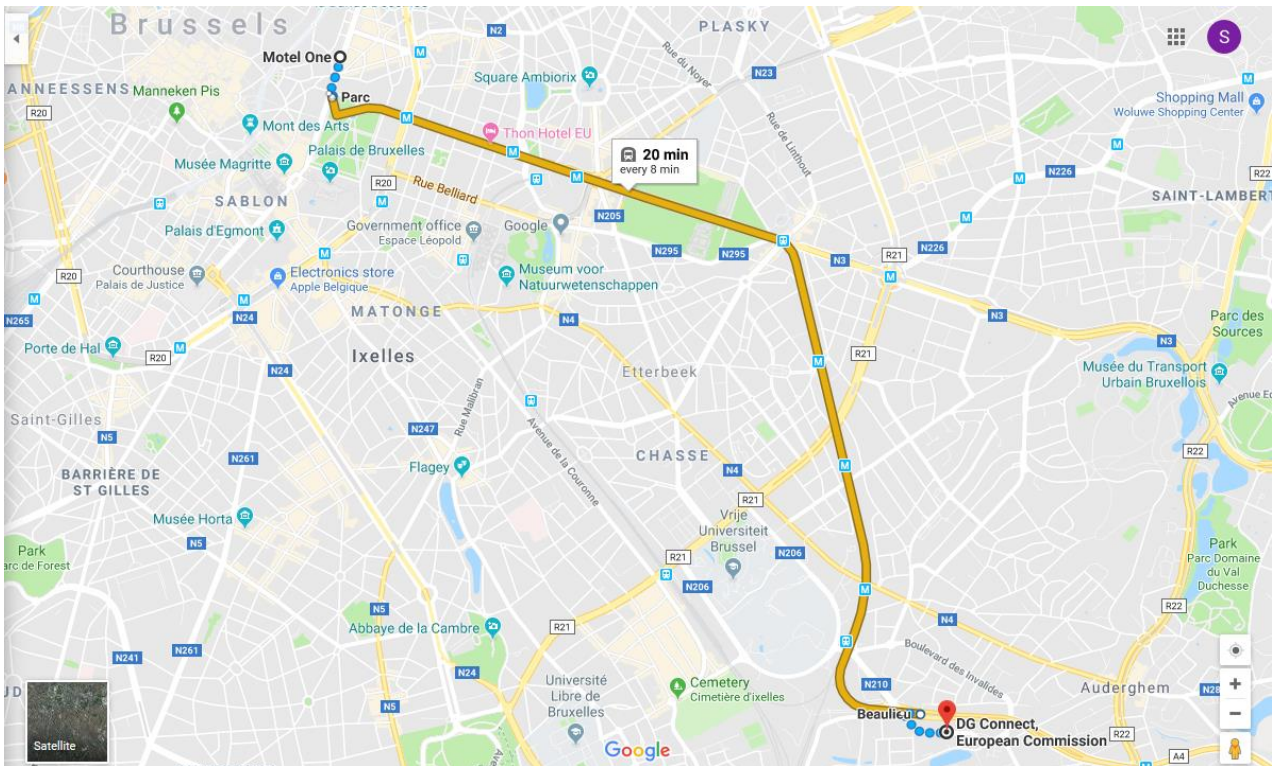 Brussels
N2
PLASKY
S
Motel One
M
Square Ambiorix
Rue du Noyer
N23
ANNEESSENS
Manneken Pis
Parc
R20
M
Mont des Arts
Thon Hotel EU
Rue de Linthout
Shopping Mall
Woluwe Shopping Center
M
Musée Magritte
Palais de Bruxelles
20 min
every 8 min
M
M
N226
M
R22
R20
Rue Belliard
SABLON
M
N205
SAINT-LAMBERT
Palais d'Egmont
Government office
Espace Léopold
Google
N295
N295
M
N226
R21
N3
M
Courthouse
Palais de Justice
Electronics store
Apple Belgique
Museum voor
Natuurwetenschappen
R20
M
M
MATONGE
N265
N24
N4
N3
Parc des
Sources
Porte de Hal
R20
M
Ixelles
R21
M
N3
N24
Etterbeek
Musée du Transport
Urbain Bruxellois
Saint-Gilles
Rue Malibran
Avenue de la Couronne
N5
N247
CHASSE
R22
BARRIÈRE DE
ST GILLES
N261
Flagey
N4
M
R21
Musée Horta
Vrije
Universiteit
Brussel
N5
Park
R21
N206
Park
Parc Domaine
du Val
Duchesse
N206
M
N5
R22
Abbaye de la Cambre
R21
N4
Boulevard des Invalides
N241
N261
N24
Université
Libre de
Bruxelles
Cemetery
Cimetière d'ixelles
N210
Auderghem
N5
Beaulieu
DG Connect,
European Commission
R22
Satellite
Google
A4